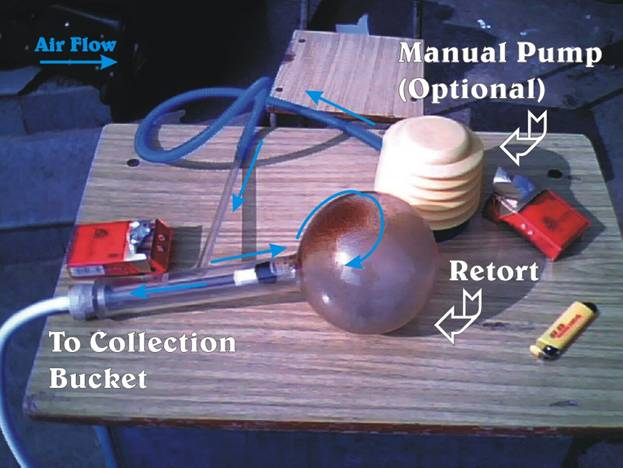 Air Flow
Manual Pump
(Optional)
Retort
To Collection
Bucket